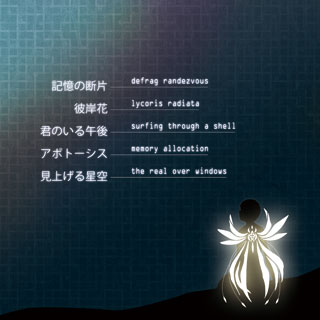 記憶の断片 defrag randezvous
彼岸花 lycoris radiata
君のいる午後 surfing through a shell
アポトーシス memory allocation
見上げる星空 the real over windows